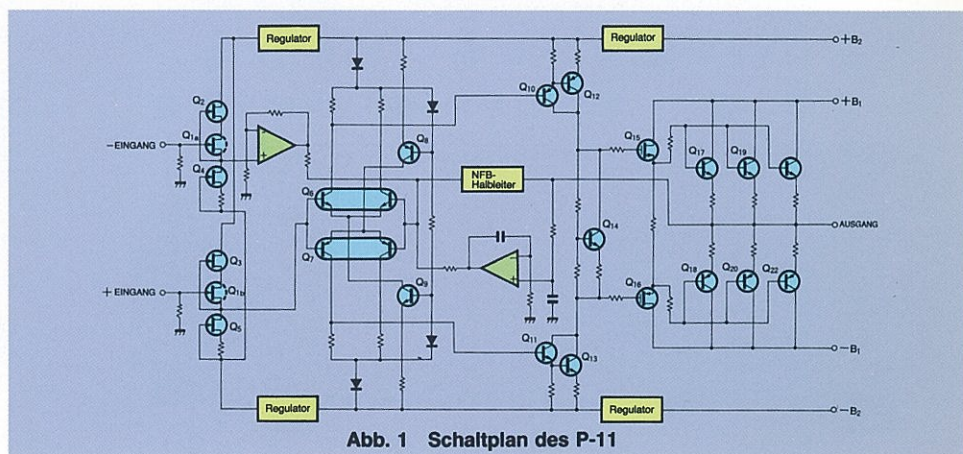 Regulator
Regulator
+B₂
+B₁
Q₂
Q₁ₐ
−EINGANG
Q₄
Q₃
+EINGANG
Q₁b
Q₅
−
+
Q₆
Q₇
Q₈
Q₉
NFB-
Halbleiter
−
+
Q₁₀
Q₁₂
Q₁₄
Q₁₁
Q₁₃
Q₁₅
Q₁₆
Q₁₇
Q₁₉
AUSGANG
Q₁₈
Q₂₀
Q₂₂
−B₁
Regulator
Regulator
−B₂
Abb. 1 Schaltplan des P-11